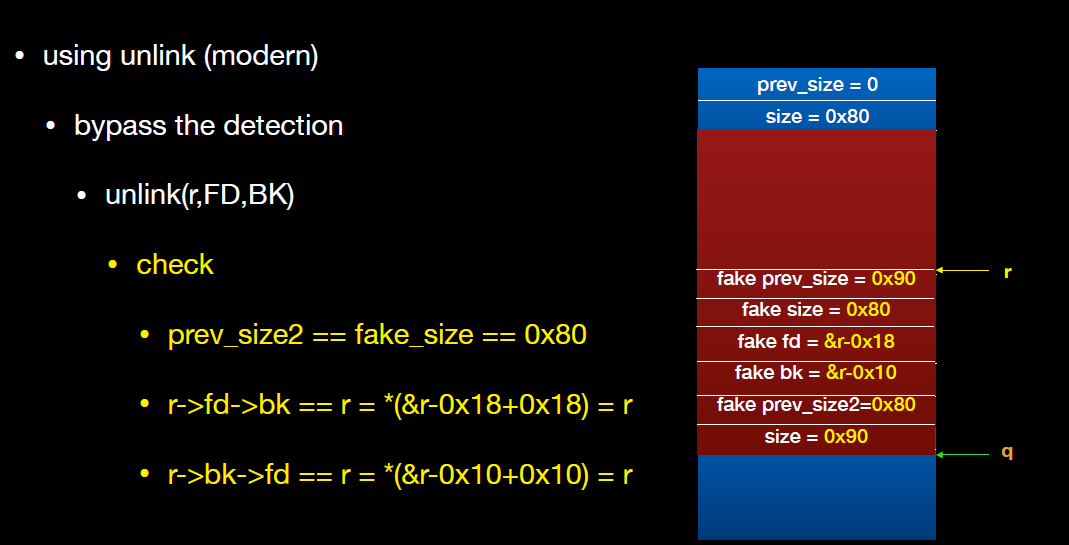 using unlink (modern)
bypass the detection
unlink(r,FD,BK)
check
prev_size2 == fake_size == 0x80
r->fd->bk == r = *(&r-0x18+0x18) = r
r->bk->fd == r = *(&r-0x10+0x10) = r
prev_size = 0
size = 0x80
r
fake prev_size = 0x90
fake size = 0x80
fake fd = &r-0x18
fake bk = &r-0x10
fake prev_size2=0x80
size = 0x90
q